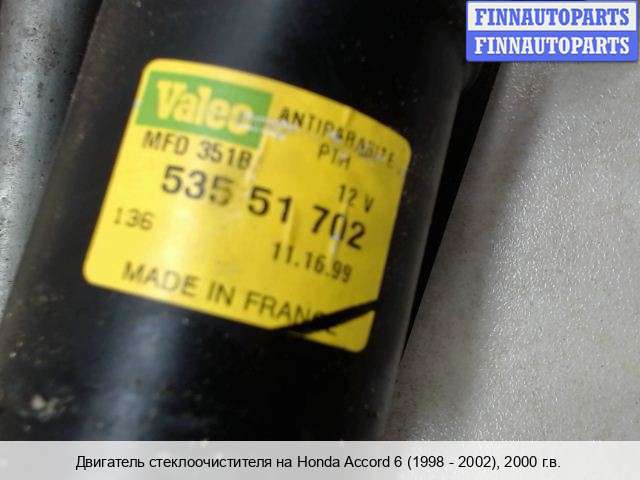 FINNAUTOPARTS
FINNAUTOPARTS
Valeo
ANTIPARASITE
MFD 351B PTM
535 51 702 12 V
136 11.16.99
MADE IN FRANCE
Двигатель стеклоочистителя на Honda Accord 6 (1998 - 2002), 2000 г.в.